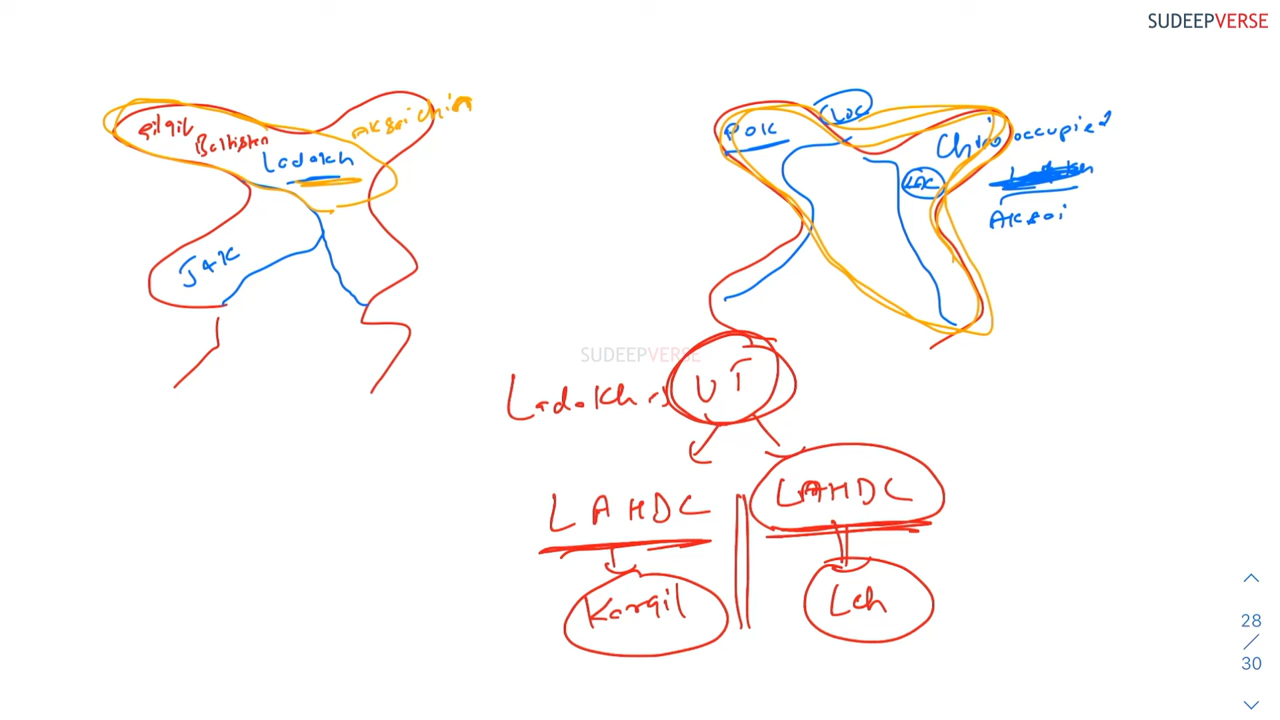 SUDEEPVERSE
Gilgit
Baltistan
Ladakh
Aksai chin
J&K
POK
LOC
China occupied
LAC
Aksai
SUDEEPVERSE
Ladakh
UT
LAHDC
LAHDC
Kargil
Leh
28
/
30